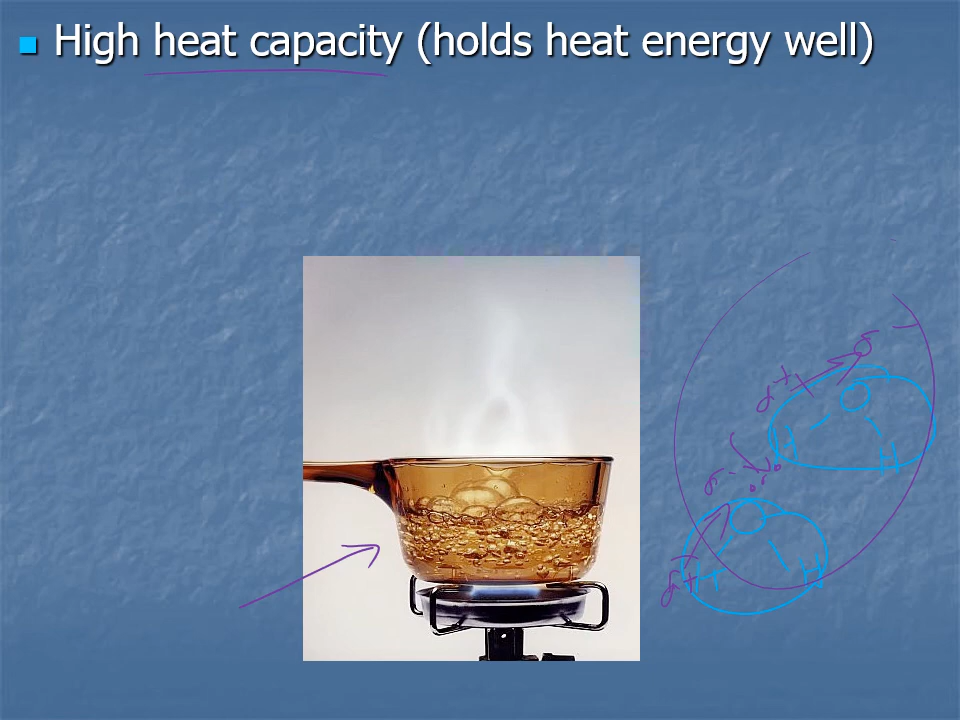 High heat capacity (holds heat energy well)
δ-
δ+
O
H H
δ-
O
δ+ H H